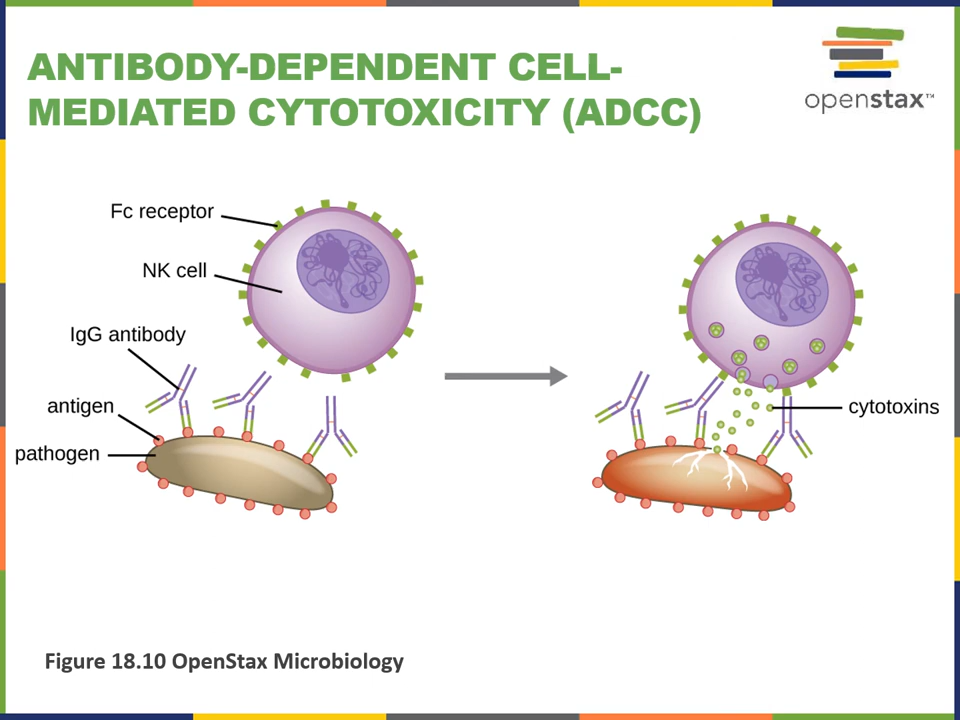 ANTIBODY-DEPENDENT CELL-
MEDIATED CYTOTOXICITY (ADCC)
openstax™
Fc receptor
NK cell
IgG antibody
antigen
pathogen
cytotoxins
Figure 18.10 OpenStax Microbiology